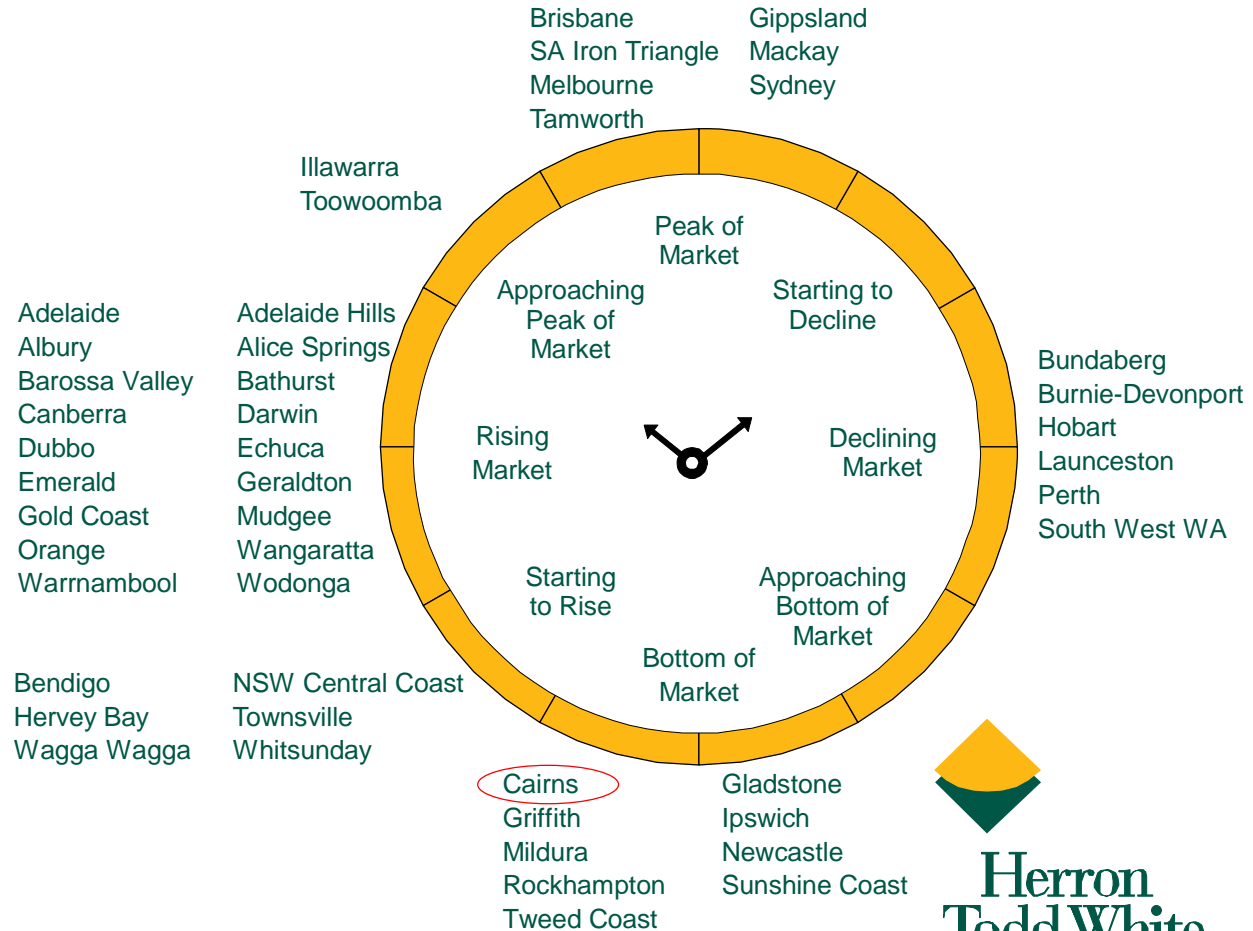 Brisbane
SA Iron Triangle
Melbourne
Tamworth
Gippsland
Mackay
Sydney
Illawarra
Toowoomba
Peak of
Market
Approaching
Peak of
Market
Starting to
Decline
Adelaide
Albury
Barossa Valley
Canberra
Dubbo
Emerald
Gold Coast
Orange
Warrnambool
Adelaide Hills
Alice Springs
Bathurst
Darwin
Echuca
Geraldton
Mudgee
Wangaratta
Wodonga
Rising
Market
Declining
Market
Bundaberg
Burnie-Devonport
Hobart
Launceston
Perth
South West WA
Starting
to Rise
Approaching
Bottom of
Market
Bottom of
Market
Bendigo
Hervey Bay
Wagga Wagga
NSW Central Coast
Townsville
Whitsunday
Cairns
Griffith
Mildura
Rockhampton
Tweed Coast
Gladstone
Ipswich
Newcastle
Sunshine Coast
Herron
Todd White